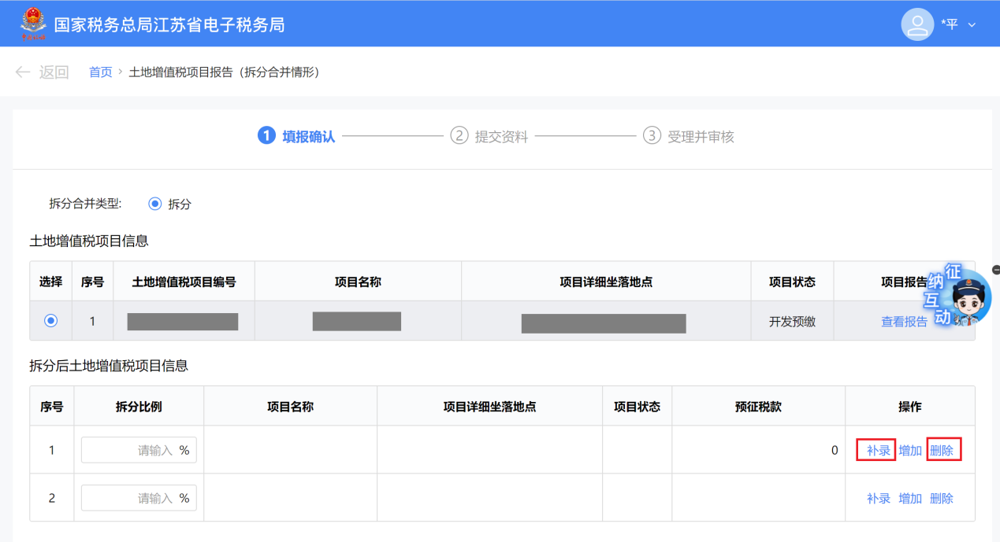 国家税务总局江苏省电子税务局
*平
返回 首页 > 土地增值税项目报告（拆分合并情形）
1 填报确认 2 提交资料 3 受理并审核
拆分合并类型: 拆分
土地增值税项目信息
选择 序号 土地增值税项目编号 项目名称 项目详细坐落地点 项目状态 项目报告
1 开发预缴 查看报告
征纳互动
拆分后土地增值税项目信息
序号 拆分比例 项目名称 项目详细坐落地点 项目状态 预征税款 操作
1 请输入 % 0 补录 增加 删除
2 请输入 % 补录 增加 删除